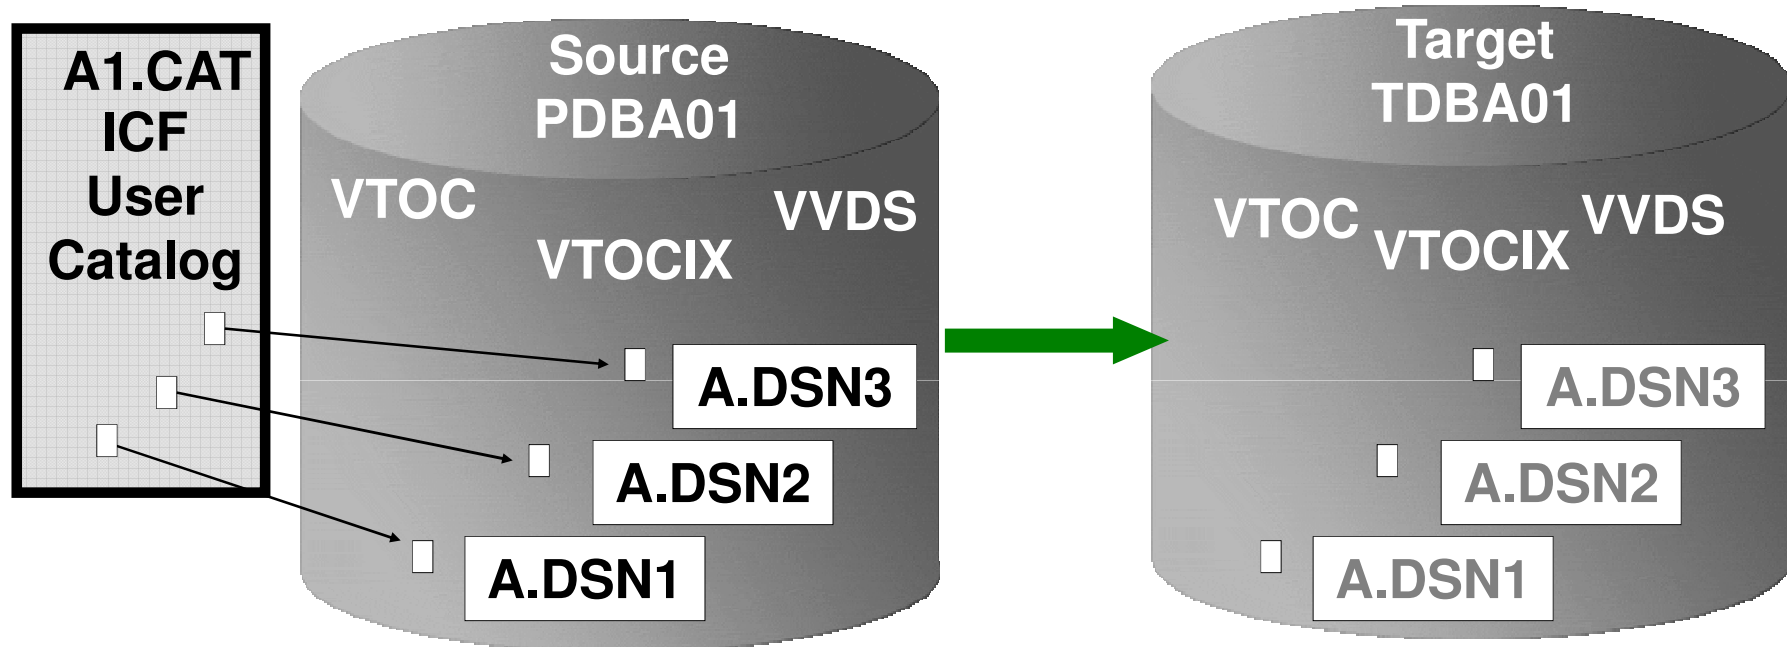 A1.CAT
ICF
User
Catalog
Source
PDBA01
VTOC
VVDS
VTOCIX
A.DSN3
A.DSN2
A.DSN1
Target
TDBA01
VTOC
VVDS
VTOCIX
A.DSN3
A.DSN2
A.DSN1